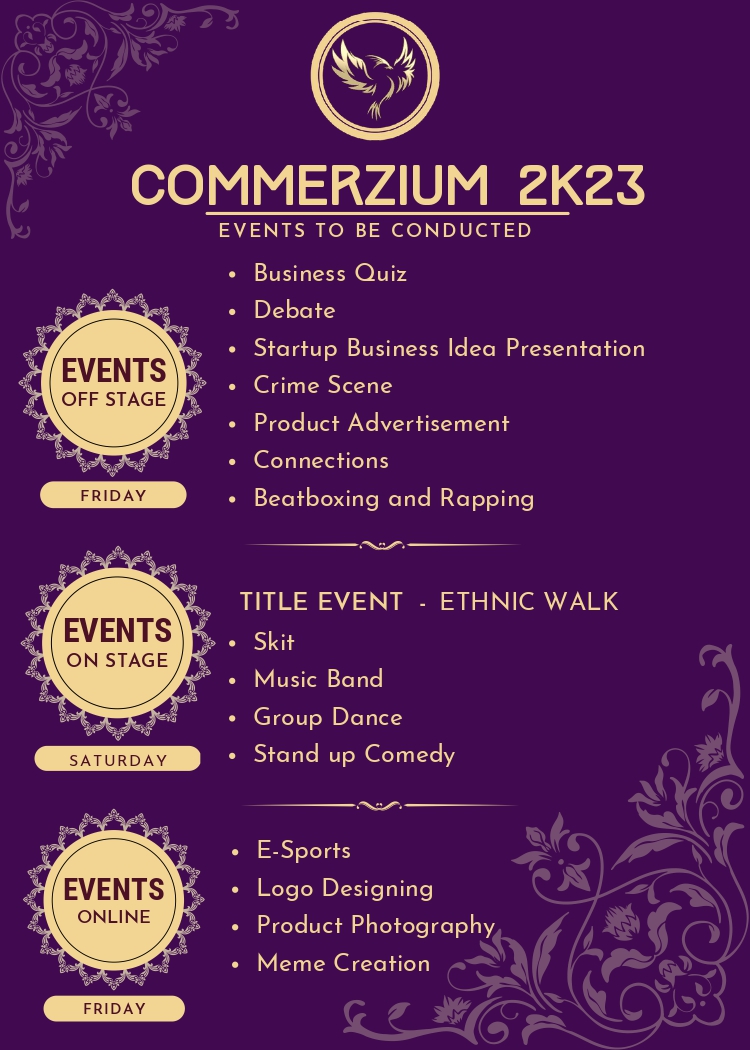 COMMERZIUM 2K23
EVENTS TO BE CONDUCTED
EVENTS
OFF STAGE
FRIDAY
• Business Quiz
• Debate
• Startup Business Idea Presentation
• Crime Scene
• Product Advertisement
• Connections
• Beatboxing and Rapping
EVENTS
ON STAGE
SATURDAY
TITLE EVENT - ETHNIC WALK
• Skit
• Music Band
• Group Dance
• Stand up Comedy
EVENTS
ONLINE
FRIDAY
• E-Sports
• Logo Designing
• Product Photography
• Meme Creation